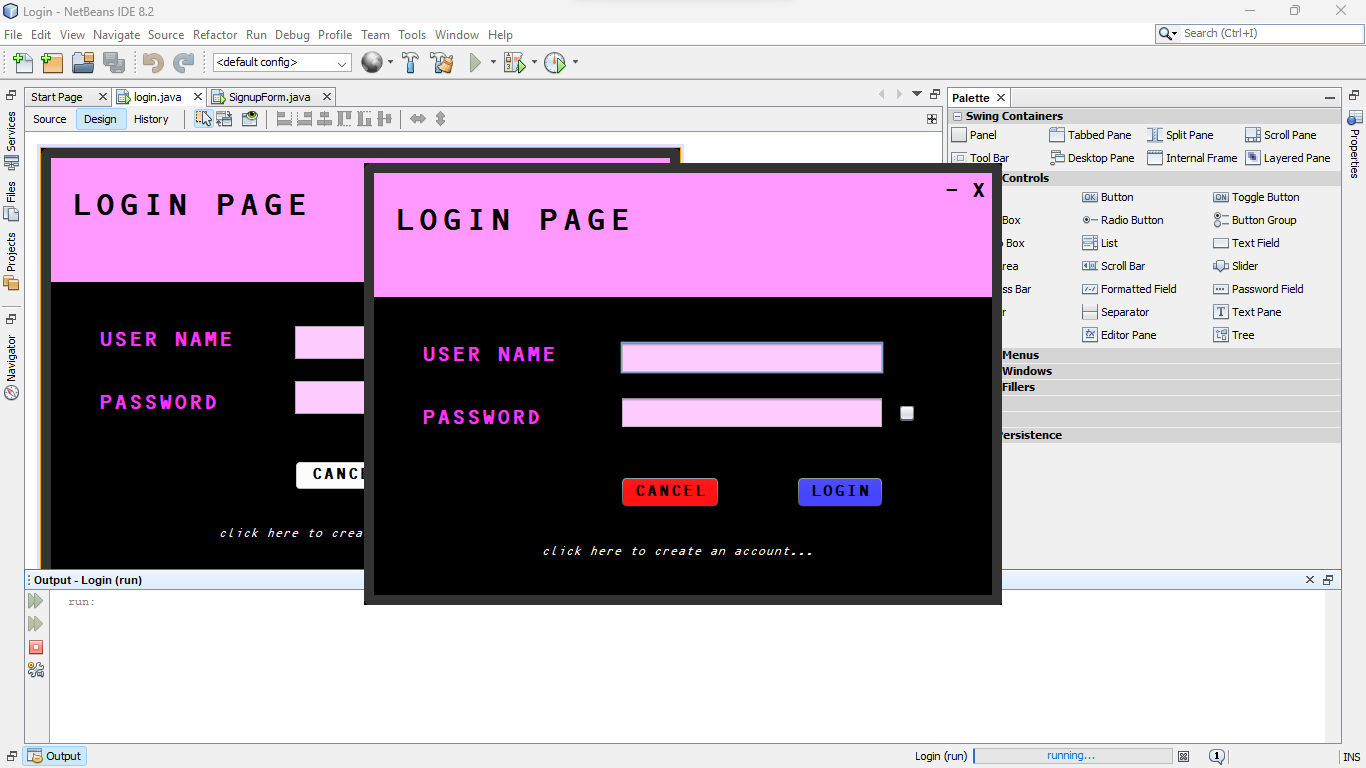 Login - NetBeans IDE 8.2
File Edit View Navigate Source Refactor Run Debug Profile Team Tools Window Help
Search (Ctrl+I)
<default config>
Start Page
login.java
SignupForm.java
Source Design History
Services
Files
Projects
Navigator
LOGIN PAGE
USER NAME
PASSWORD
CANCE
click here to crea
LOGIN PAGE
– X
USER NAME
PASSWORD
CANCEL LOGIN
click here to create an account...
Palette
Swing Containers
Panel Tabbed Pane Split Pane Scroll Pane
Tool Bar Desktop Pane Internal Frame Layered Pane
Controls
OK Button ON Toggle Button
Box Radio Button Button Group
Box List Text Field
rea Scroll Bar Slider
ss Bar Formatted Field Password Field
r Separator Text Pane
Editor Pane Tree
Menus
Windows
Fillers
ersistence
Properties
Output - Login (run)
run:
Output
Login (run) running... 1
INS